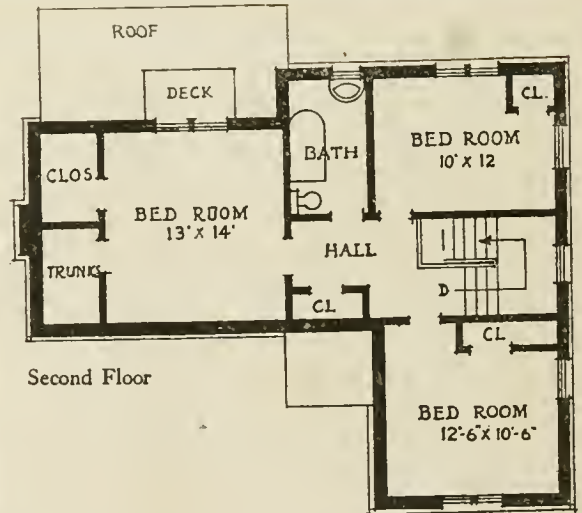 ROOF
DECK
CL.
BATH
BED ROOM
10' X 12
CLOS
BED ROOM
13' X 14'
HALL
TRUNKS
D
CL
CL
Second Floor
BED ROOM
12'-6" X 10'-6"